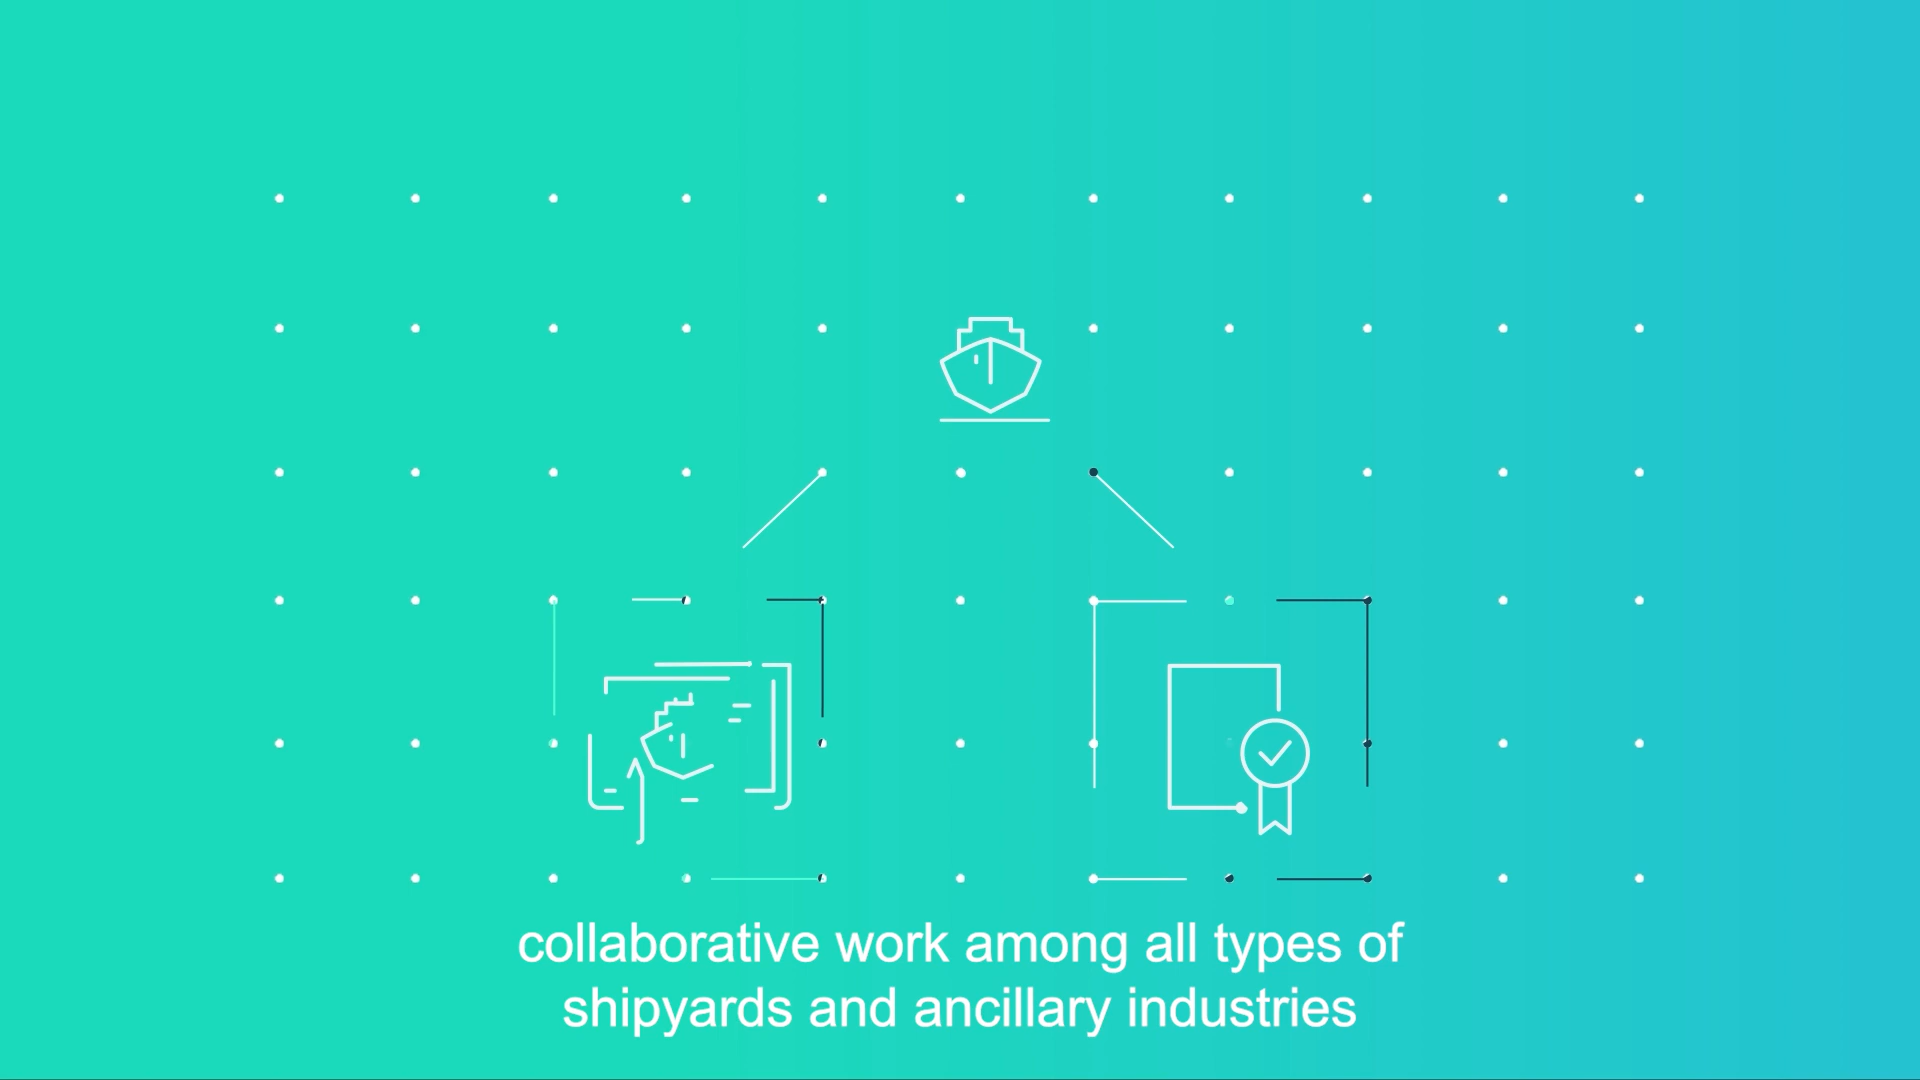 collaborative work among all types of
shipyards and ancillary industries